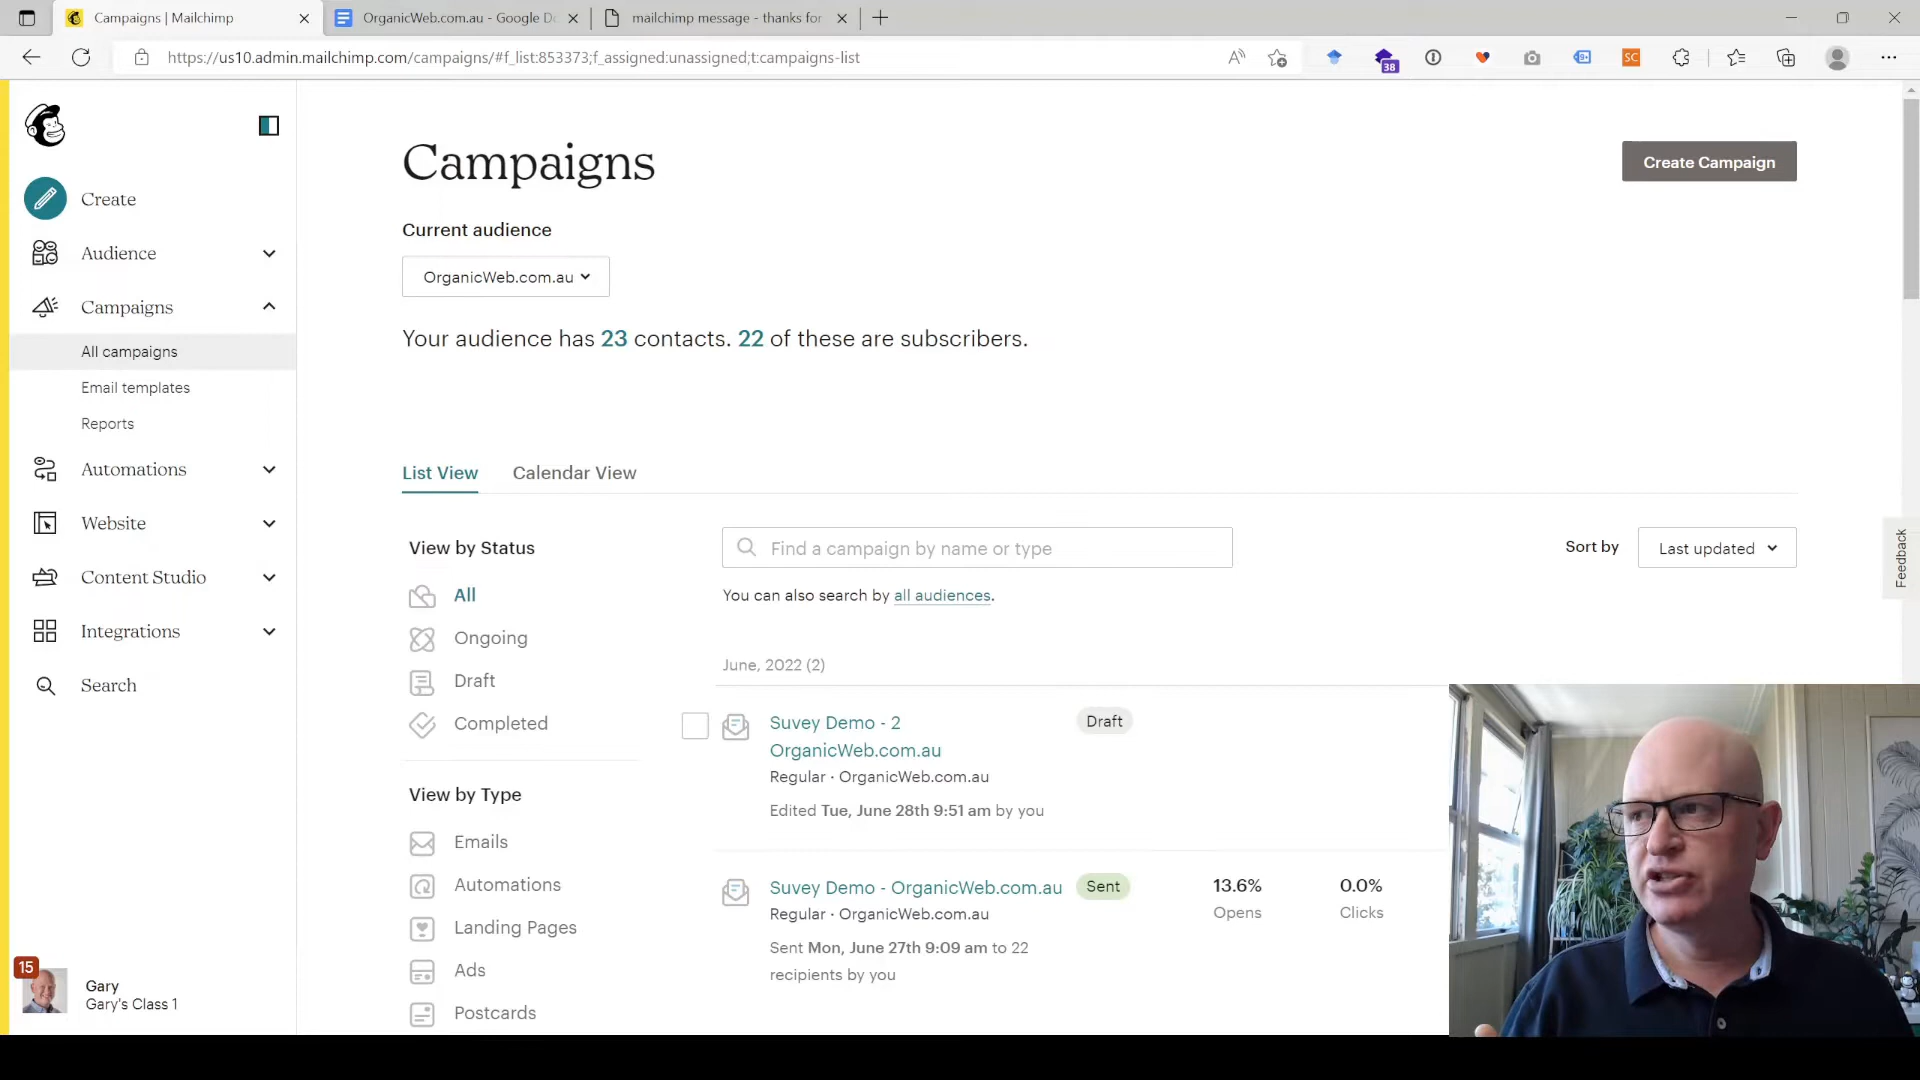 Campaigns | Mailchimp
OrganicWeb.com.au - Google Do
mailchimp message - thanks for
https://us10.admin.mailchimp.com/campaigns/#f_list:853373;f_assigned:unassigned;t:campaigns-list
38
SC
Create
Audience
Campaigns
All campaigns
Email templates
Reports
Automations
Website
Content Studio
Integrations
Search
15
Gary
Gary's Class 1
Campaigns
Create Campaign
Current audience
OrganicWeb.com.au
Your audience has 23 contacts. 22 of these are subscribers.
List View
Calendar View
View by Status
All
Ongoing
Draft
Completed
View by Type
Emails
Automations
Landing Pages
Ads
Postcards
Find a campaign by name or type
Sort by
Last updated
You can also search by all audiences.
June, 2022 (2)
Suvey Demo - 2
OrganicWeb.com.au
Draft
Regular · OrganicWeb.com.au
Edited Tue, June 28th 9:51 am by you
Suvey Demo - OrganicWeb.com.au
Sent
13.6%
0.0%
Regular · OrganicWeb.com.au
Opens
Clicks
Sent Mon, June 27th 9:09 am to 22
recipients by you
Feedback